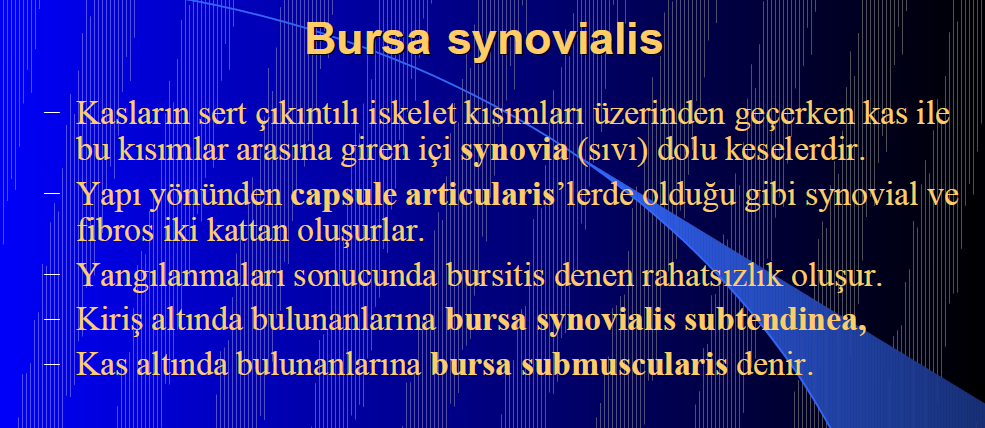 Bursa synovialis
– Kasların sert çıkıntılı iskelet kısımları üzerinden geçerken kas ile
bu kısımlar arasına giren içi synovia (sıvı) dolu keselerdir.
– Yapı yönünden capsule articularis’lerde olduğu gibi synovial ve
fibros iki kattan oluşurlar.
– Yangılanmaları sonucunda bursitis denen rahatsızlık oluşur.
– Kiriş altında bulunanlarına bursa synovialis subtendinea,
– Kas altında bulunanlarına bursa submuscularis denir.